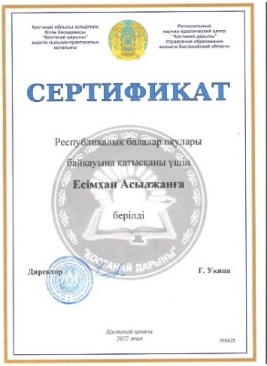 Қостанай облысы әкімдігінің
білім басқармасы
"Қостанай дарыны"
өңірлік ғылыми-практикалық
орталығы
Региональный
научно-практический центр
"Қостанай дарыны"
Управления образования
акимата Костанайской области
СЕРТИФИКАТ
Республикалық балалар оқулары
байқауына қатысқаны үшін
Есімхан Асылжанға
берілді
"ҚОСТАНАЙ ДАРЫНЫ"
Директор
Г. Укина
Қостанай қаласы
2022 жыл